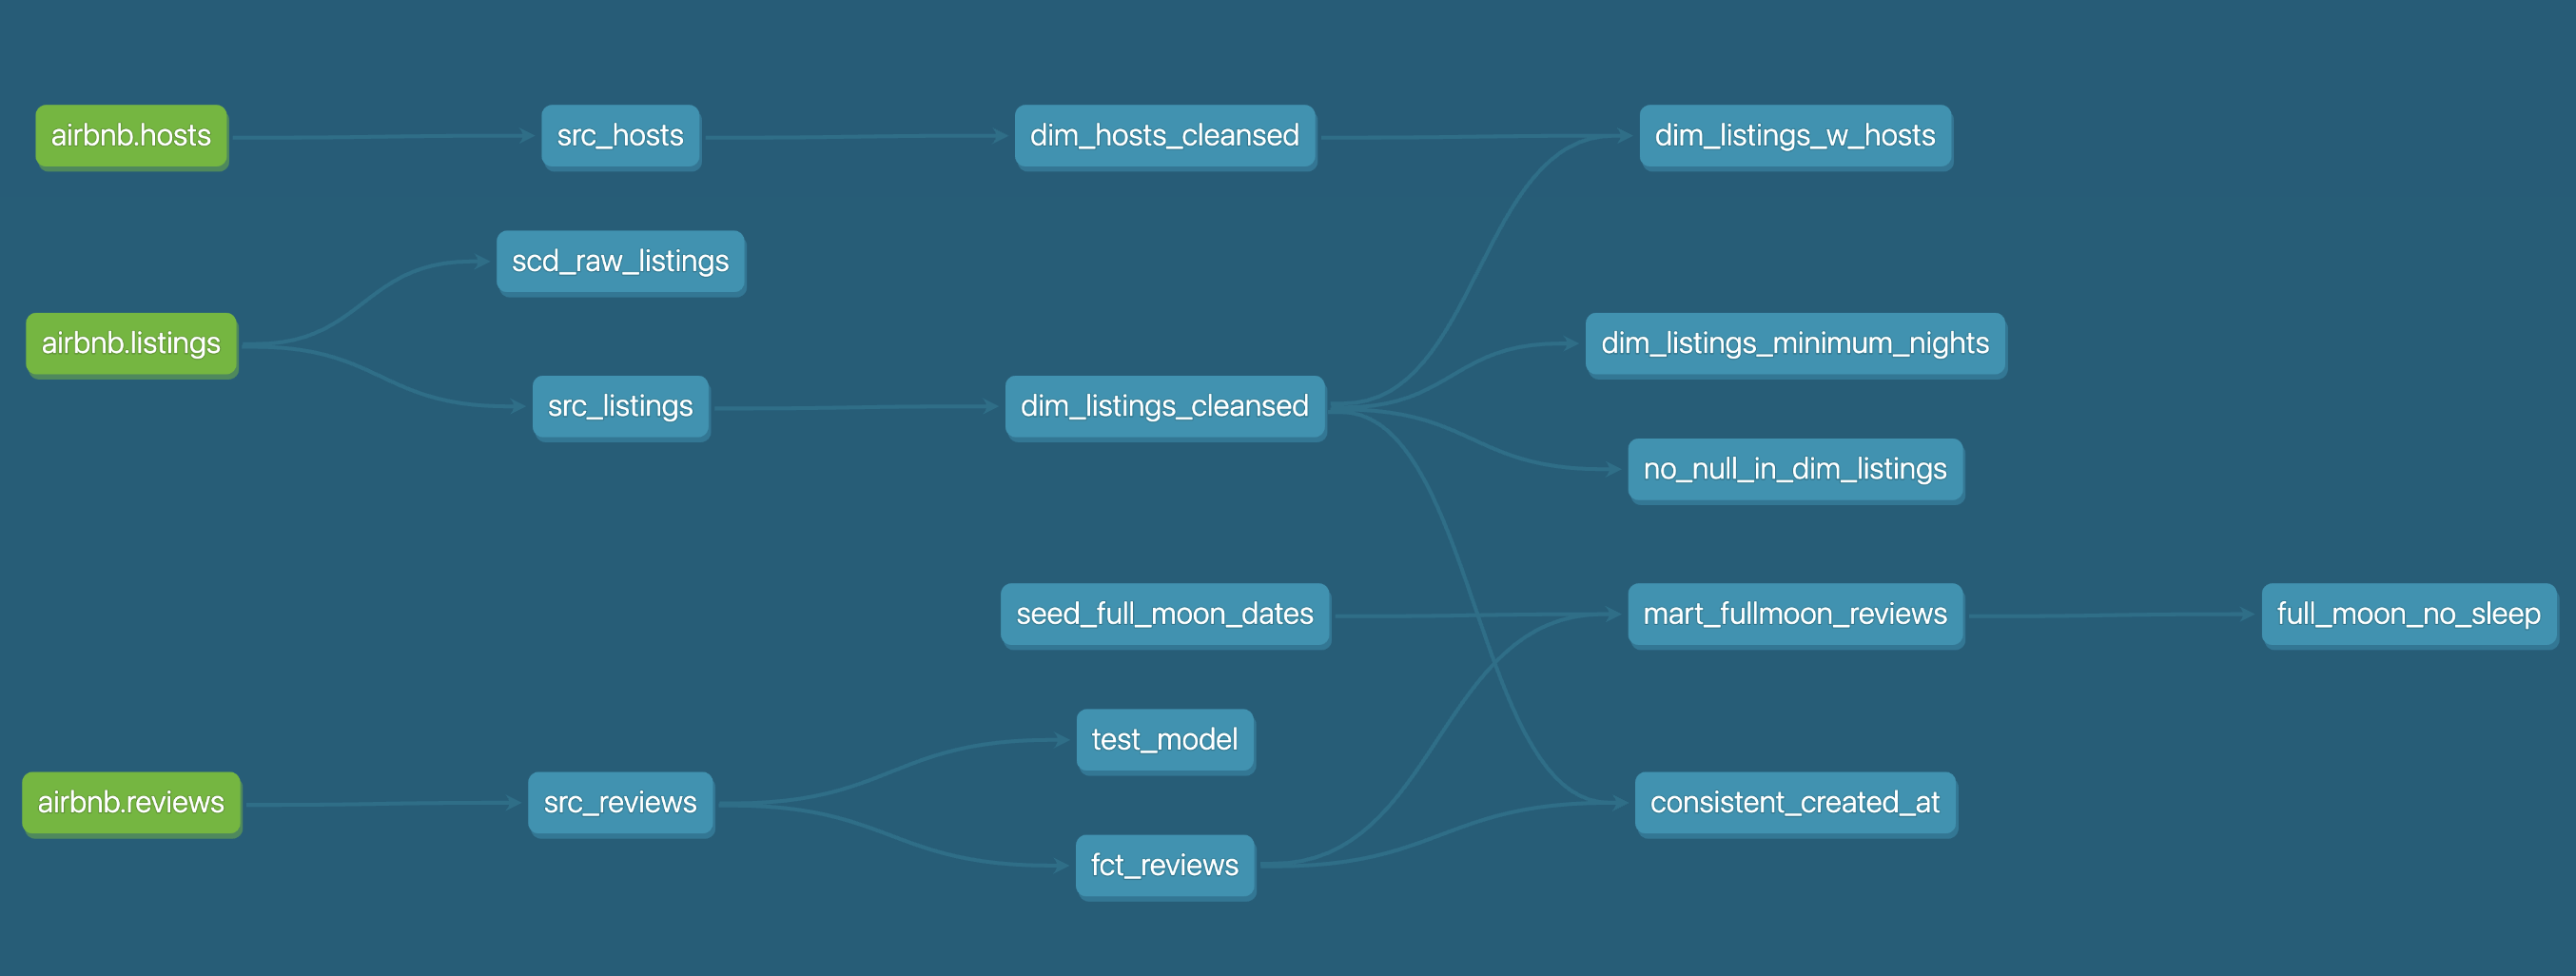 airbnb.hosts
src_hosts
dim_hosts_cleansed
dim_listings_w_hosts
scd_raw_listings
airbnb.listings
dim_listings_minimum_nights
src_listings
dim_listings_cleansed
no_null_in_dim_listings
seed_full_moon_dates
mart_fullmoon_reviews
full_moon_no_sleep
test_model
airbnb.reviews
src_reviews
consistent_created_at
fct_reviews